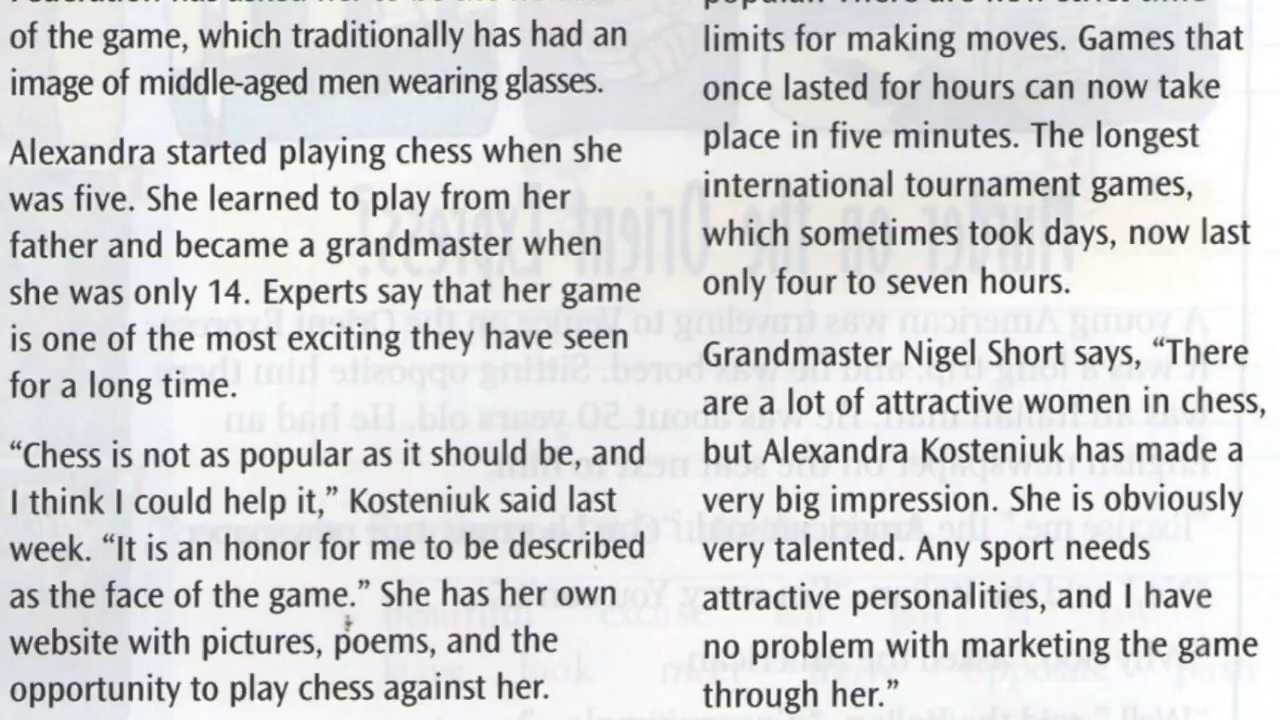 of the game, which traditionally has had an
image of middle-aged men wearing glasses.
Alexandra started playing chess when she
was five. She learned to play from her
father and became a grandmaster when
she was only 14. Experts say that her game
is one of the most exciting they have seen
for a long time.
“Chess is not as popular as it should be, and
think I could help it,” Kosteniuk said last
week. “It is an honor for me to be described
as the face of the game.” She has her own
website with pictures, poems, and the
opportunity to play chess against her.
limits for making moves. Games that
once lasted for hours can now take
place in five minutes. The longest
international tournament games,
which sometimes took days, now last
only four to seven hours.
Grandmaster Nigel Short says, “There
are a lot of attractive women in chess,
but Alexandra Kosteniuk has made a
very big impression. She is obviously
very talented. Any sport needs
attractive personalities, and I have
no problem with marketing the game
through her.”